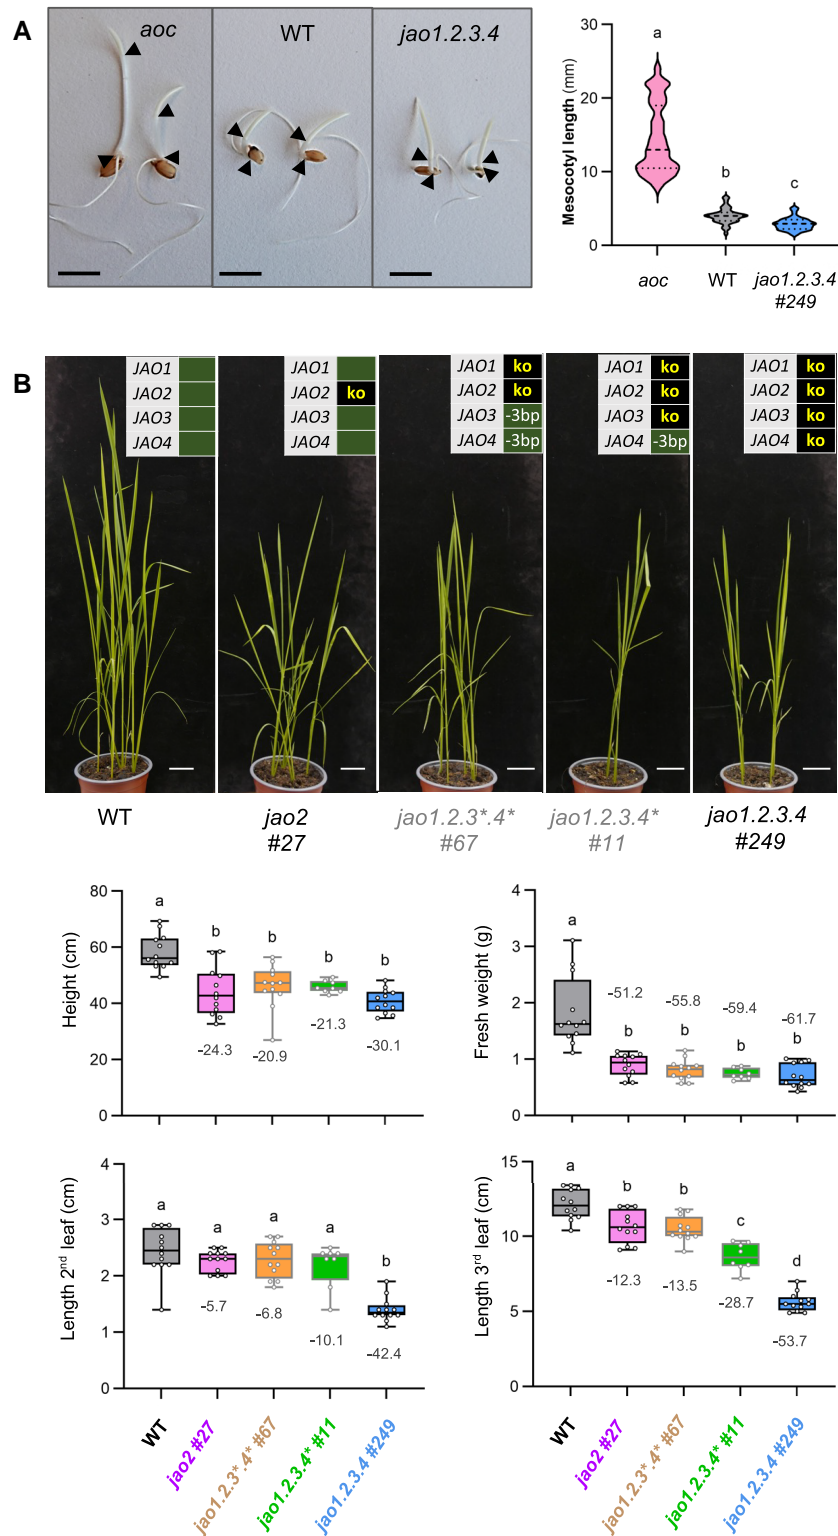 A
aoc
WT
jao1.2.3.4
Mesocotyl length (mm)
30
20
10
0
a
b
c
aoc
WT
jao1.2.3.4
#249
B
JAO1
JAO2
JAO3
JAO4
JAO1
JAO2 ko
JAO3
JAO4
JAO1 ko
JAO2 ko
JAO3 -3bp
JAO4 -3bp
JAO1 ko
JAO2 ko
JAO3 ko
JAO4 -3bp
JAO1 ko
JAO2 ko
JAO3 ko
JAO4 ko
WT
jao2
#27
jao1.2.3*.4*
#67
jao1.2.3.4*
#11
jao1.2.3.4
#249
Height (cm)
80
60
40
20
0
a
b
b
b
b
-24.3
-20.9
-21.3
-30.1
Fresh weight (g)
4
3
2
1
0
a
b
b
b
b
-51.2
-55.8
-59.4
-61.7
Length 2nd leaf (cm)
4
3
2
1
0
a
a
a
a
b
-5.7
-6.8
-10.1
-42.4
WT
jao2 #27
jao1.2.3*.4* #67
jao1.2.3.4* #11
jao1.2.3.4 #249
Length 3rd leaf (cm)
15
10
5
0
a
b
b
c
d
-12.3
-13.5
-28.7
-53.7
WT
jao2 #27
jao1.2.3*.4* #67
jao1.2.3.4* #11
jao1.2.3.4 #249